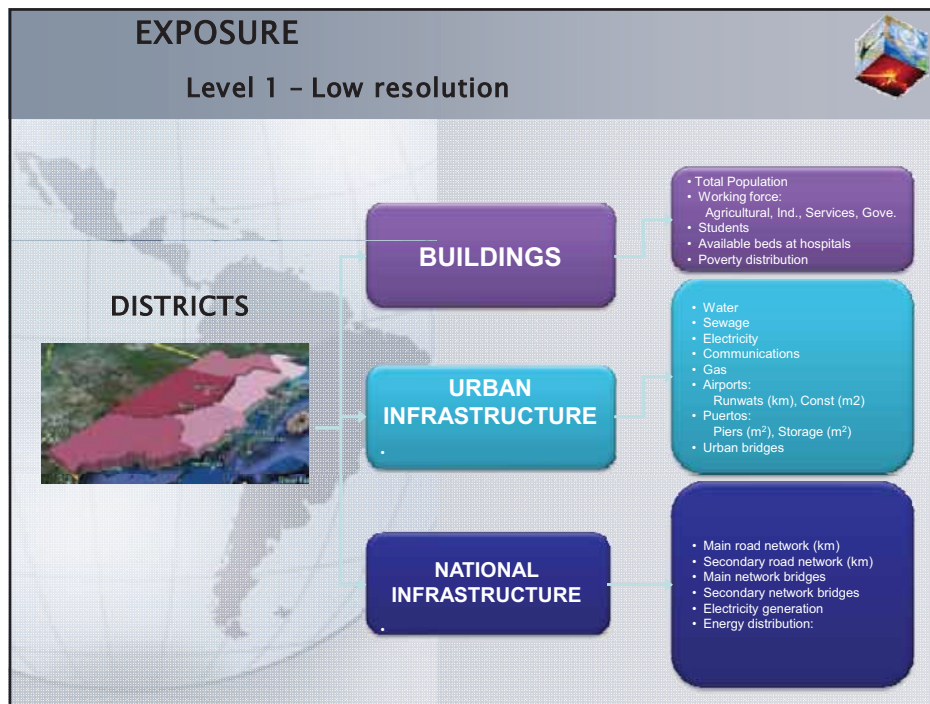 EXPOSURE
Level 1 – Low resolution
DISTRICTS
BUILDINGS
• Total Population
• Working force:
Agricultural, Ind., Services, Gove.
• Students
• Available beds at hospitals
• Poverty distribution
URBAN
INFRASTRUCTURE
.
• Water
• Sewage
• Electricity
• Communications
• Gas
• Airports:
Runwats (km), Const (m2)
• Puertos:
Piers (m²), Storage (m²)
• Urban bridges
NATIONAL
INFRASTRUCTURE
.
• Main road network (km)
• Secondary road network (km)
• Main network bridges
• Secondary network bridges
• Electricity generation
• Energy distribution: